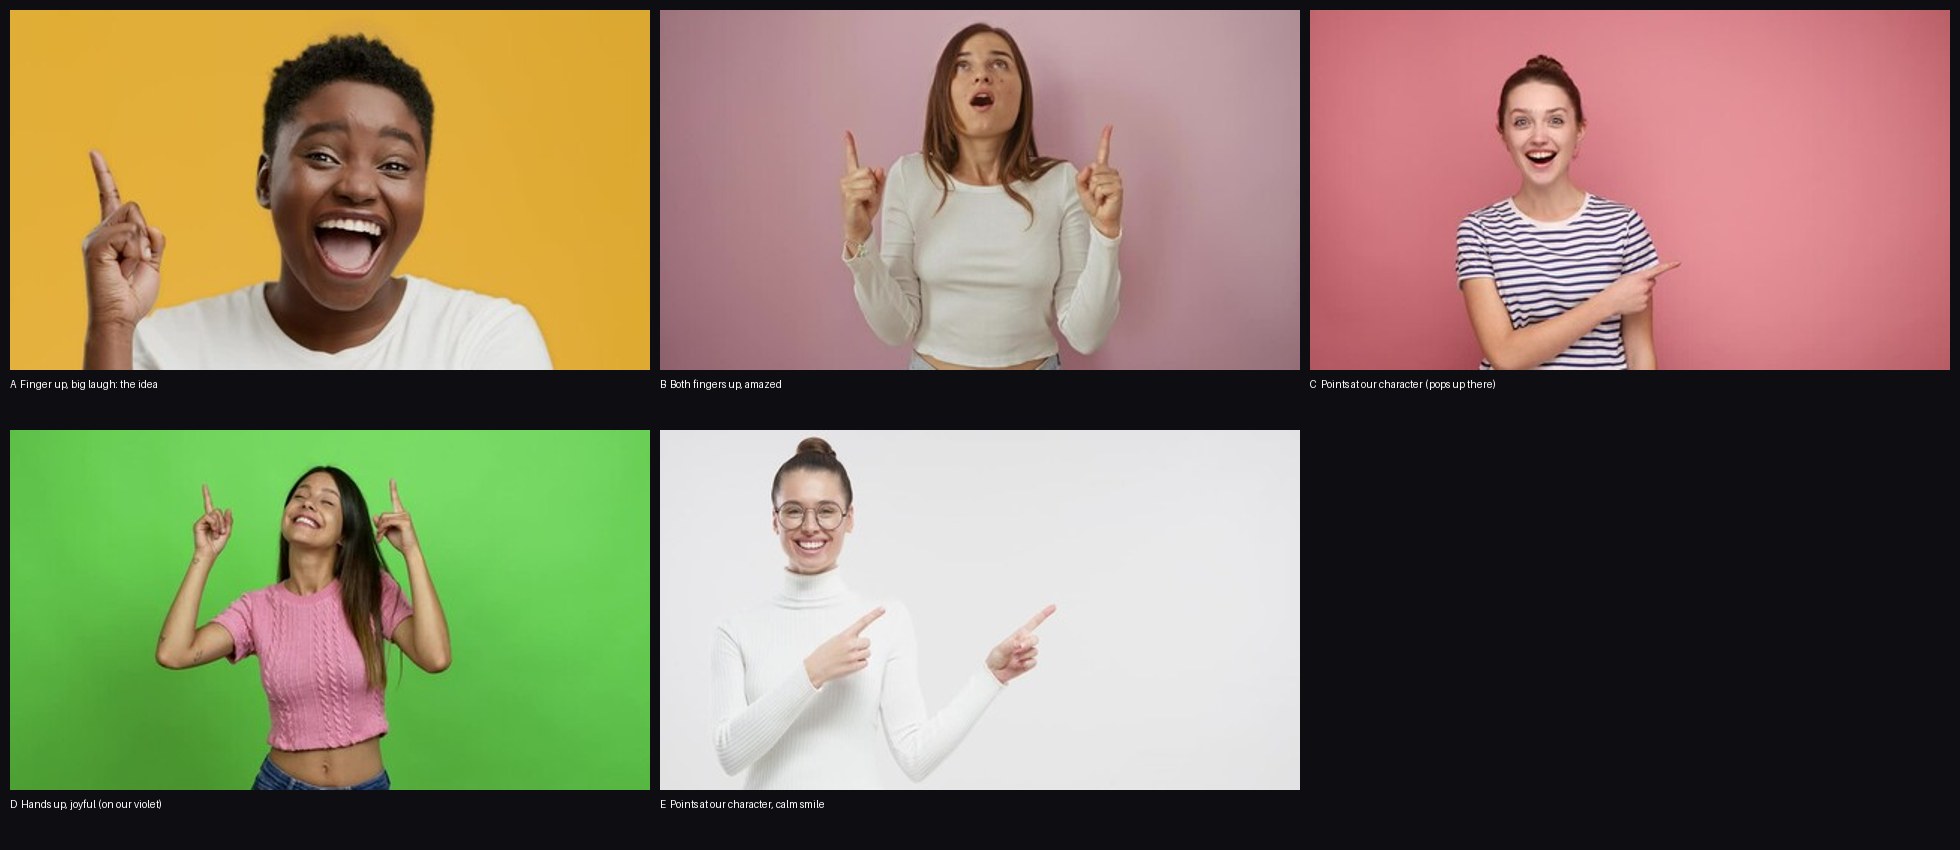 A Finger up, big laugh: the idea
B Both fingers up, amazed
C Points at our character (pops up there)
D Hands up, joyful (on our violet)
E Points at our character, calm smile